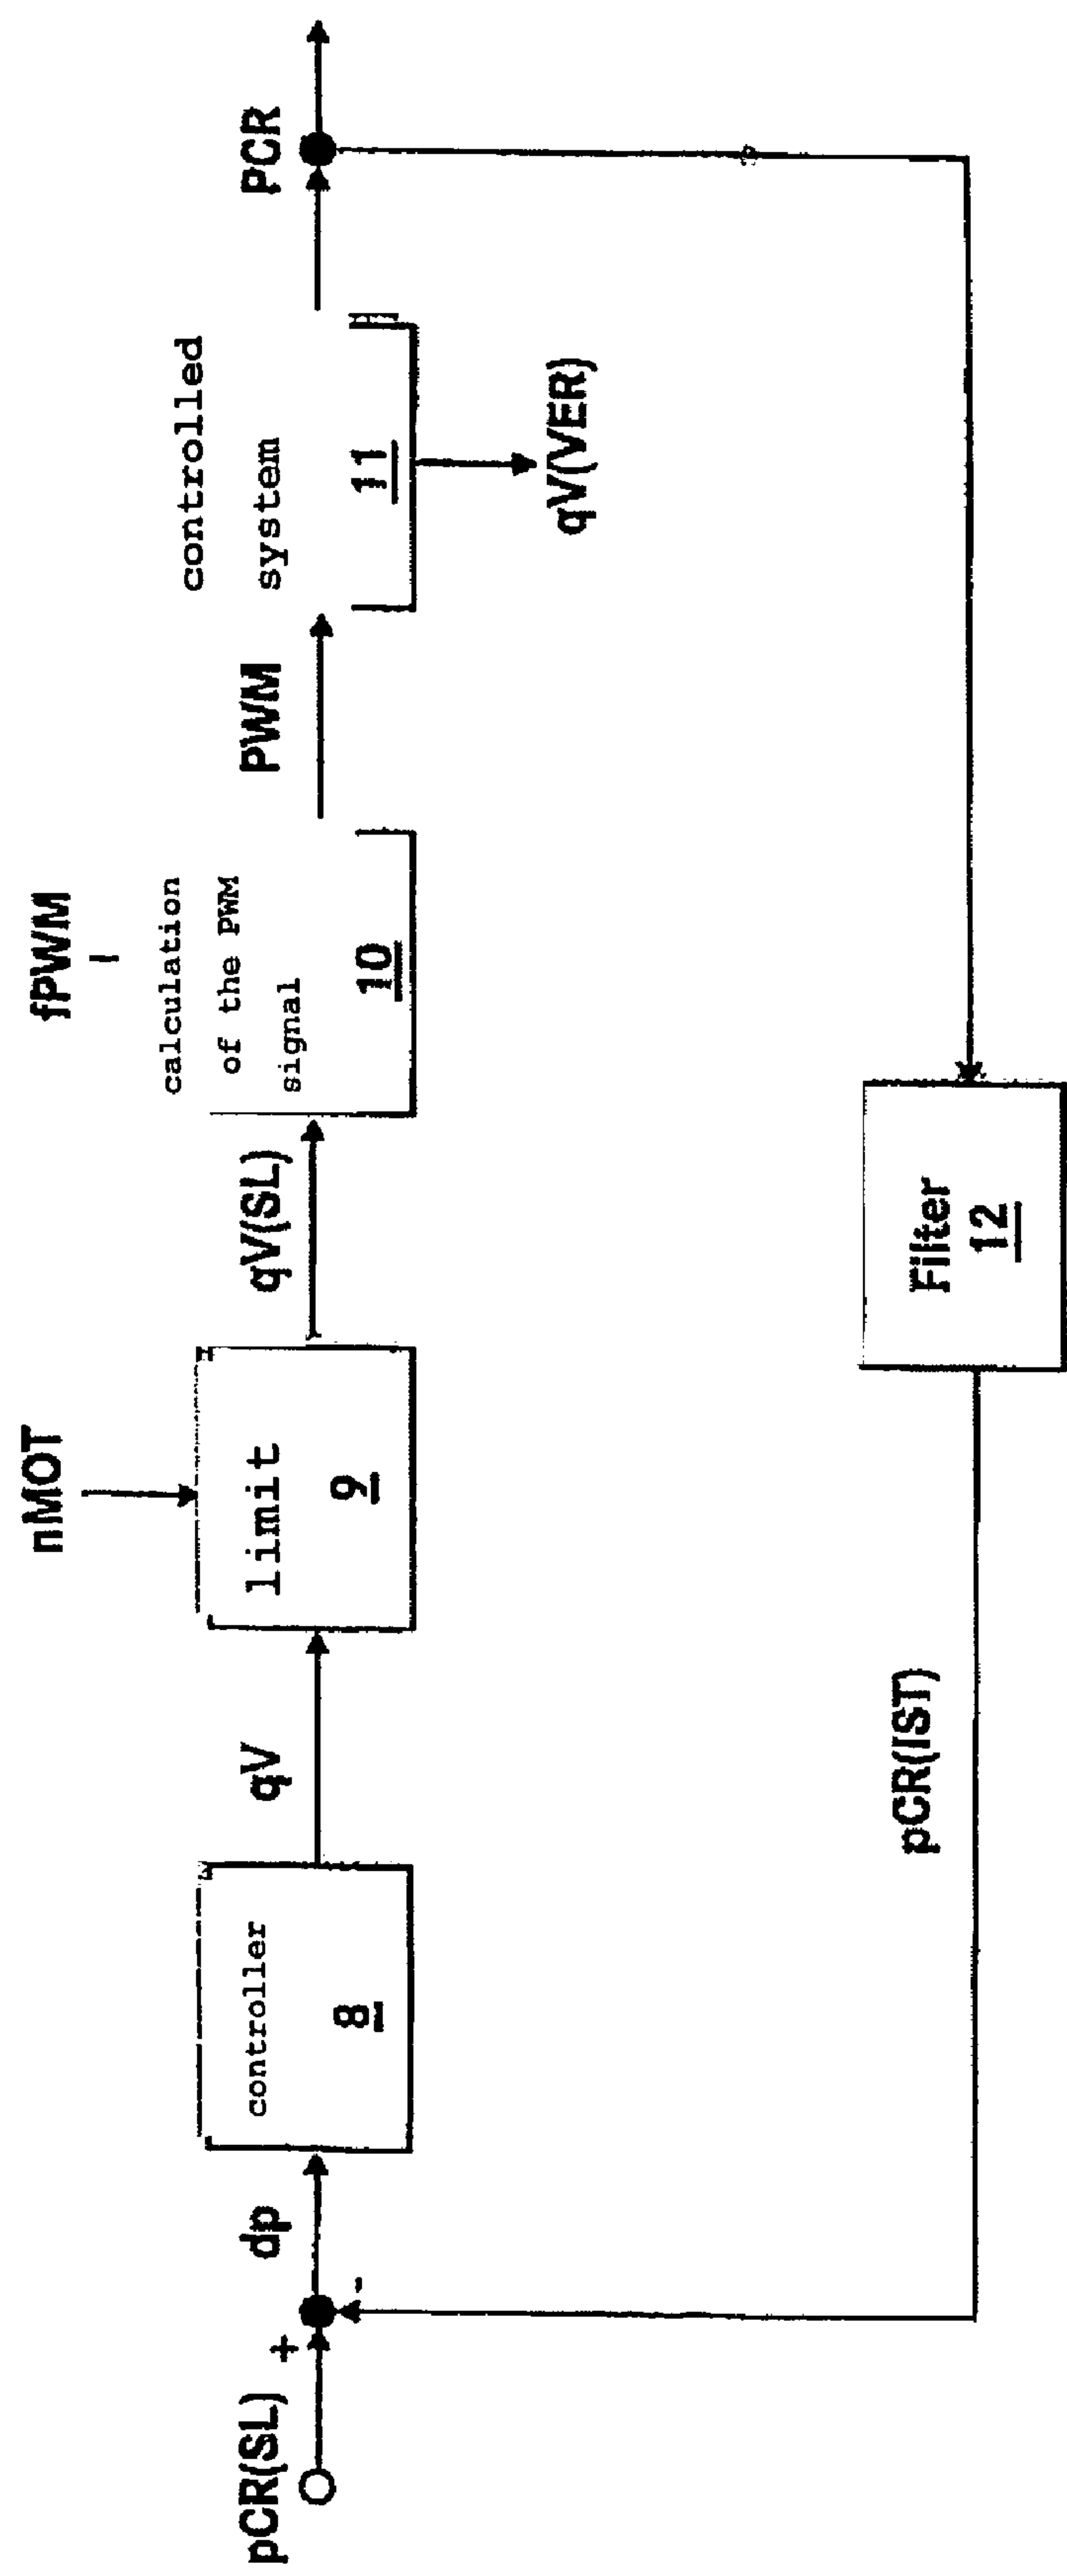 pCR(SL)
+
-
dp
controller
8
qV
nMOT
limit
9
qV(SL)
fPWM
calculation
of the PWM
signal
10
PWM
controlled
system
11
qV(VER)
PCR
Filter
12
pCR(IST)